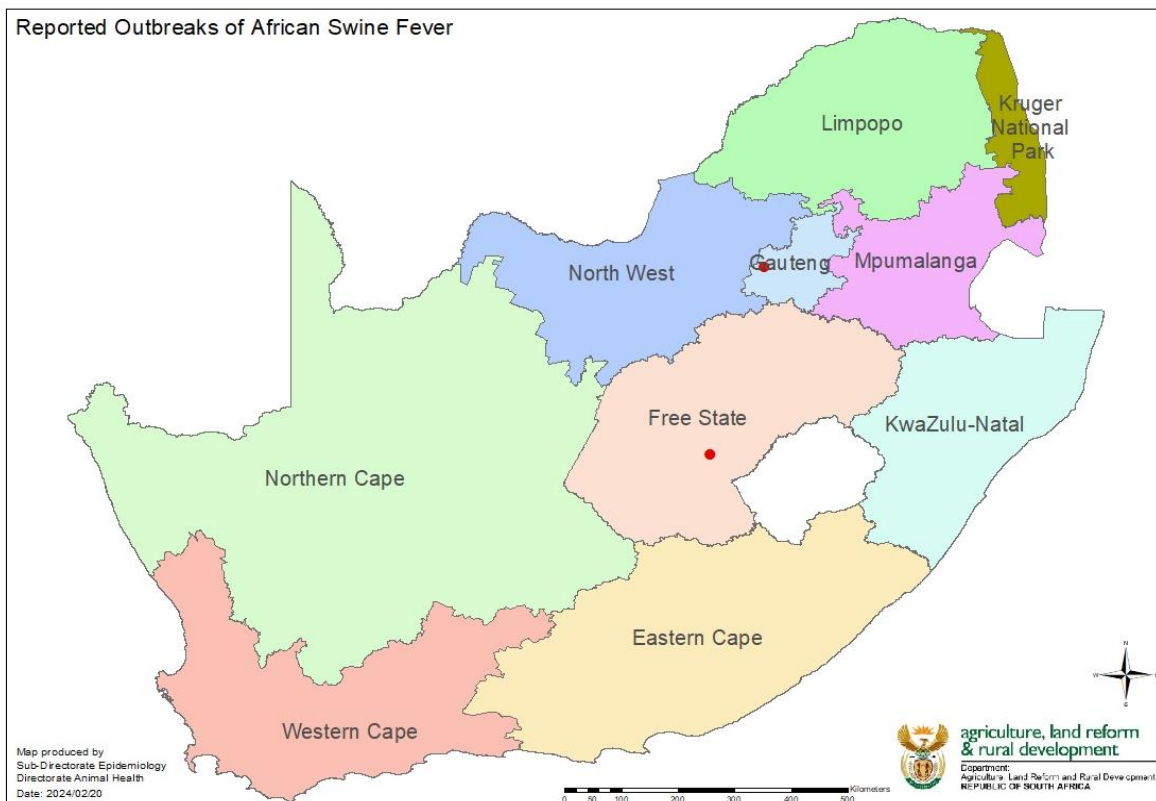 Reported Outbreaks of African Swine Fever
Limpopo
Kruger
National
Park
North West
Gauteng
Mpumalanga
Free State
KwaZulu-Natal
Northern Cape
Eastern Cape
Western Cape
N
W
S
Map produced by
Sub-Directorate Epidemiology
Directorate Animal Health
Date: 2024/02/20
Kilometers
0 50 100 200 300 400 500
agriculture, land reform
& rural development
Department:
Agriculture, Land Reform and Rural Development
REPUBLIC OF SOUTH AFRICA